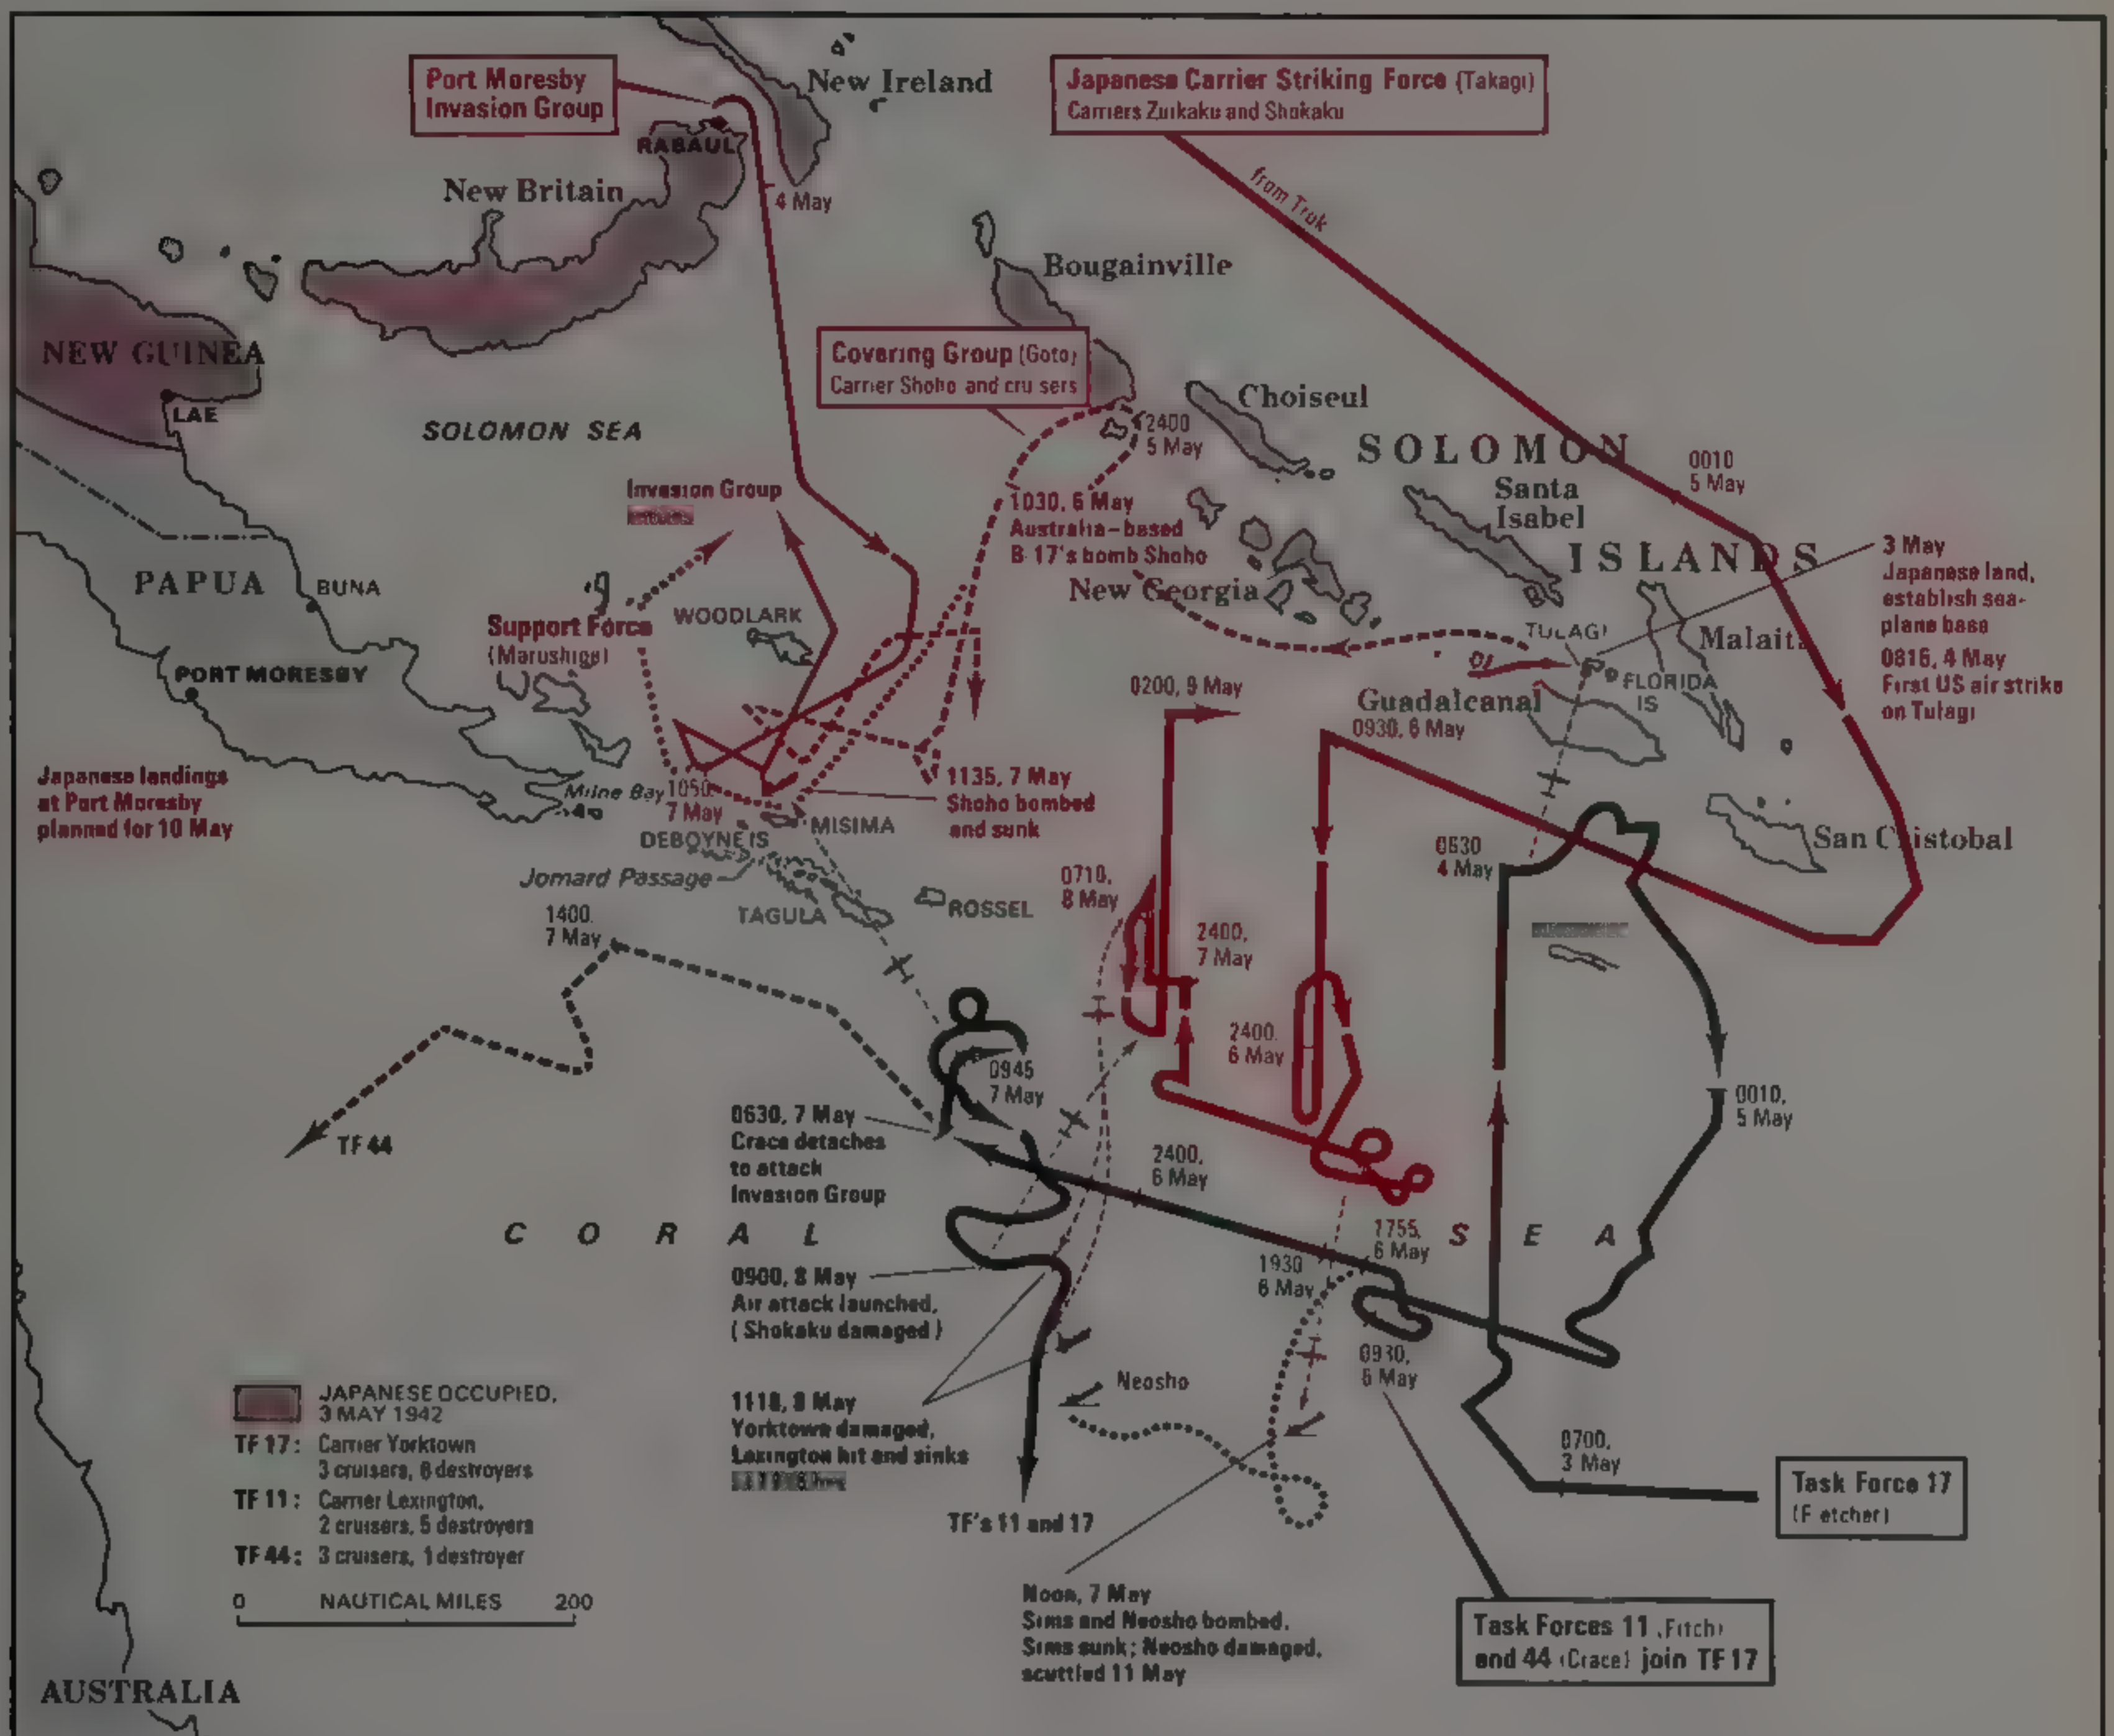 Port Moresby
Invasion Group
New Ireland
Japanese Carrier Striking Force (Takagi)
Carriers Zuikaku and Shokaku
RABAUL
from Truk
New Britain
4 May
Bougainville
NEW GUINEA
Covering Group (Goto)
Carrier Shoho and cruisers
Choiseul
LAE
SOLOMON SEA
2400
5 May
SOLOMON
ISLANDS
0010
5 May
Santa
Isabel
Invasion Group
1030, 6 May
Australia-based
B-17's bomb Shoho
3 May
Japanese land,
establish sea-
plane base
0816, 4 May
First US air strike
on Tulagi
PAPUA
BUNA
New Georgia
WOODLARK
Support Force
(Marushige)
TULAGI
Malaita
PORT MORESBY
FLORIDA
IS
0200, 9 May
Guadalcanal
0930, 6 May
Japanese landings
at Port Moresby
planned for 10 May
Milne Bay
1050,
7 May
1135, 7 May
Shoho bombed
and sunk
MISIMA
DEBOYNE IS
San Cristobal
0630
4 May
Jomard Passage
0710,
8 May
TAGULA
ROSSEL
1400,
7 May
2400,
7 May
2400,
6 May
0945
7 May
0010,
5 May
0630, 7 May
Crace detaches
to attack
Invasion Group
TF 44
2400,
6 May
CORAL SEA
1755,
6 May
1930
6 May
0900, 8 May
Air attack launched,
(Shokaku damaged)
0930,
6 May
Neosho
1118, 8 May
Yorktown damaged,
Lexington hit and sinks
JAPANESE OCCUPIED,
3 MAY 1942
TF 17: Carrier Yorktown
3 cruisers, 6 destroyers
TF 11: Carrier Lexington,
2 cruisers, 5 destroyers
TF 44: 3 cruisers, 1 destroyer
0 NAUTICAL MILES 200
0700,
3 May
Task Force 17
(Fletcher)
TF's 11 and 17
Noon, 7 May
Sims and Neosho bombed,
Sims sunk; Neosho damaged,
scuttled 11 May
Task Forces 11 (Fitch)
and 44 (Crace) join TF 17
AUSTRALIA